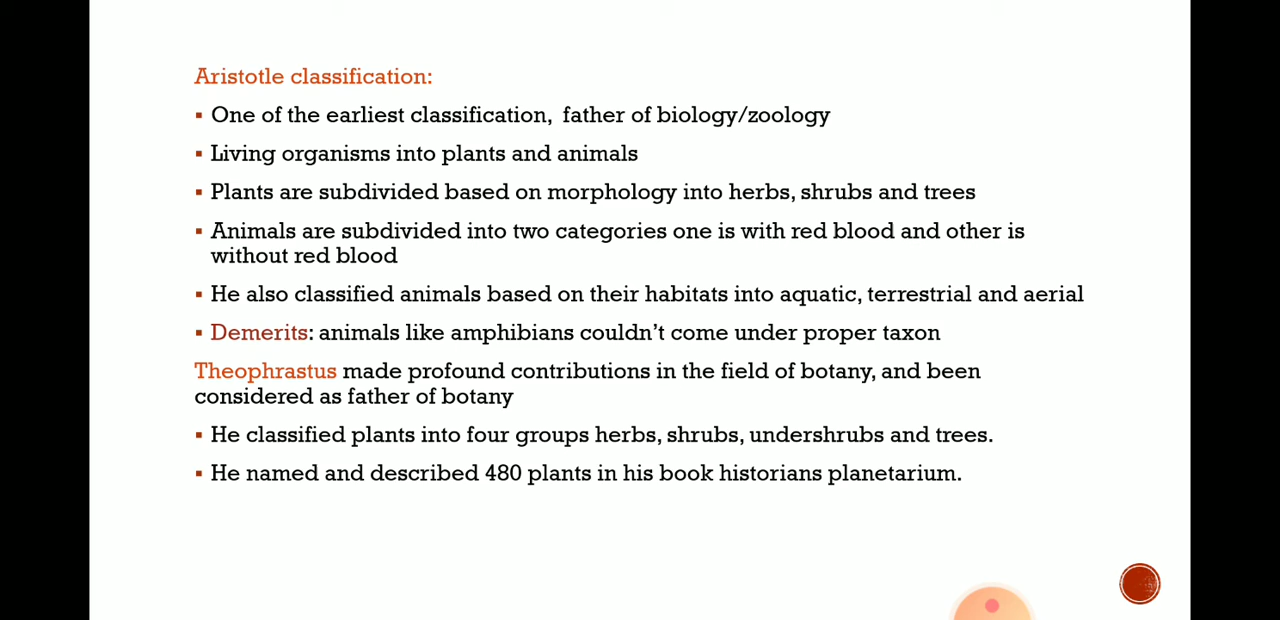 Aristotle classification:
▪ One of the earliest classification,  father of biology/zoology
▪ Living organisms into plants and animals
▪ Plants are subdivided based on morphology into herbs, shrubs and trees
▪ Animals are subdivided into two categories one is with red blood and other is
without red blood
▪ He also classified animals based on their habitats into aquatic, terrestrial and aerial
▪ Demerits: animals like amphibians couldn’t come under proper taxon
Theophrastus made profound contributions in the field of botany, and been
considered as father of botany
▪ He classified plants into four groups herbs, shrubs, undershrubs and trees.
▪ He named and described 480 plants in his book historians planetarium.